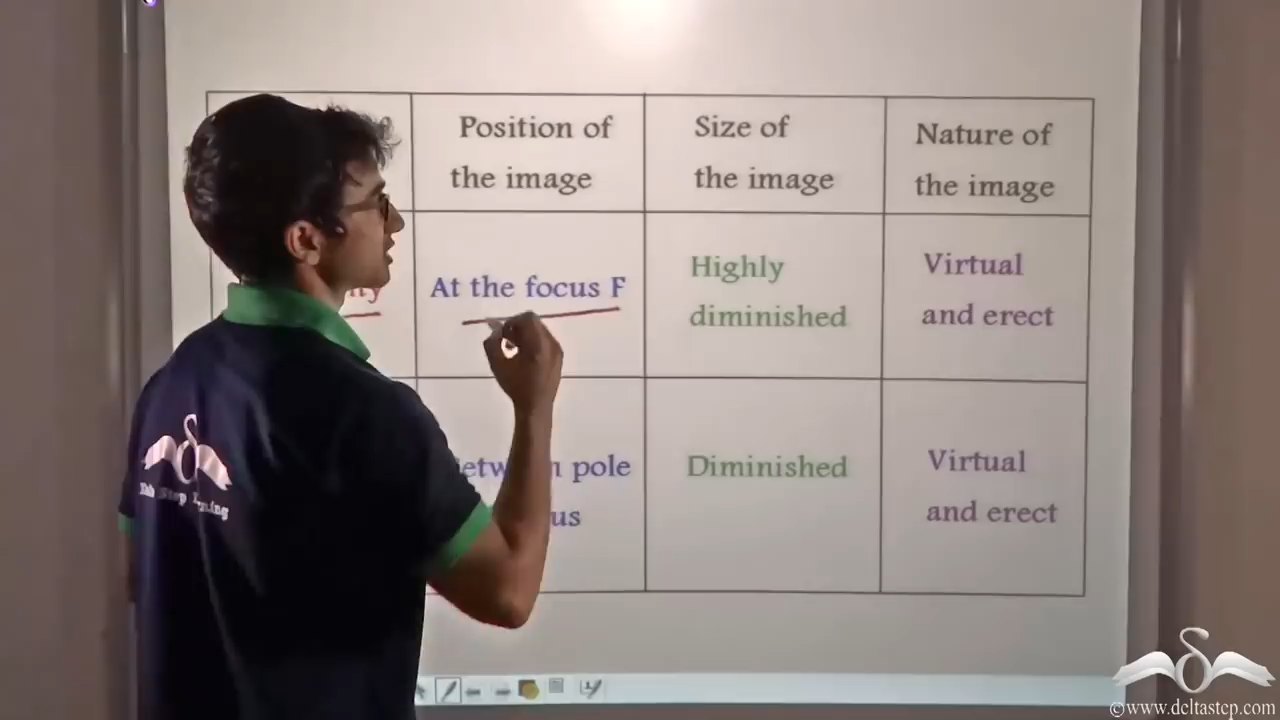 Position of
the image
Size of
the image
Nature of
the image
At the focus F
Highly
diminished
Virtual
and erect
pole
Diminished
Virtual
and erect
©www.deltastep.com